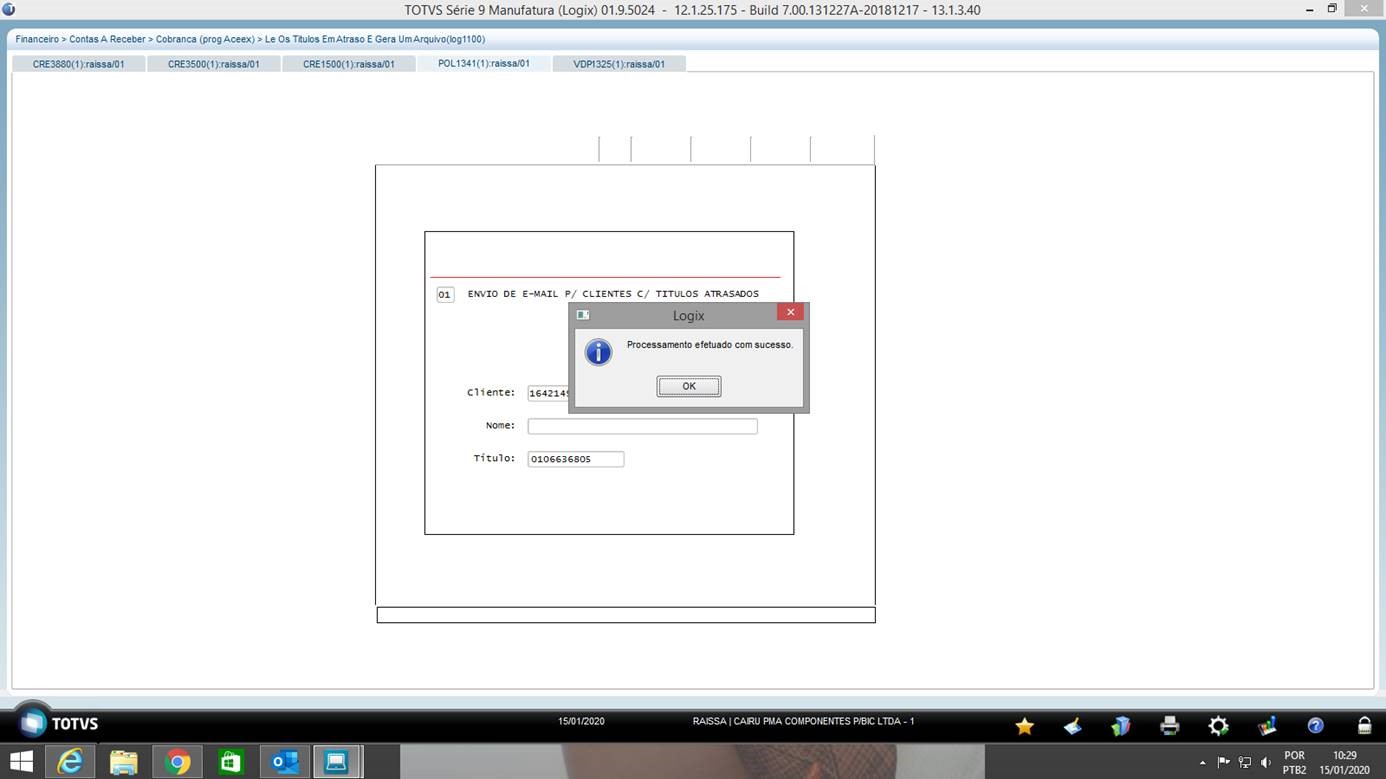 TOTVS Série 9 Manufatura (Logix) 01.9.5024 - 12.1.25.175 - Build 7.00.131227A-20181217 - 13.1.3.40
Financeiro > Contas A Receber > Cobranca (prog Aceex) > Le Os Titulos Em Atraso E Gera Um Arquivo(log1100)
CRE3880(1):raissa/01 CRE3500(1):raissa/01 CRE1500(1):raissa/01 POL1341(1):raissa/01 VDP1325(1):raissa/01
01 ENVIO DE E-MAIL P/ CLIENTES C/ TITULOS ATRASADOS
Logix
Processamento efetuado com sucesso.
OK
Cliente:
Nome:
Titulo: 0106636805
TOTVS 15/01/2020 RAISSA | CAIRU PMA COMPONENTES P/BIC LTDA - 1
POR 10:29
PTB2 15/01/2020